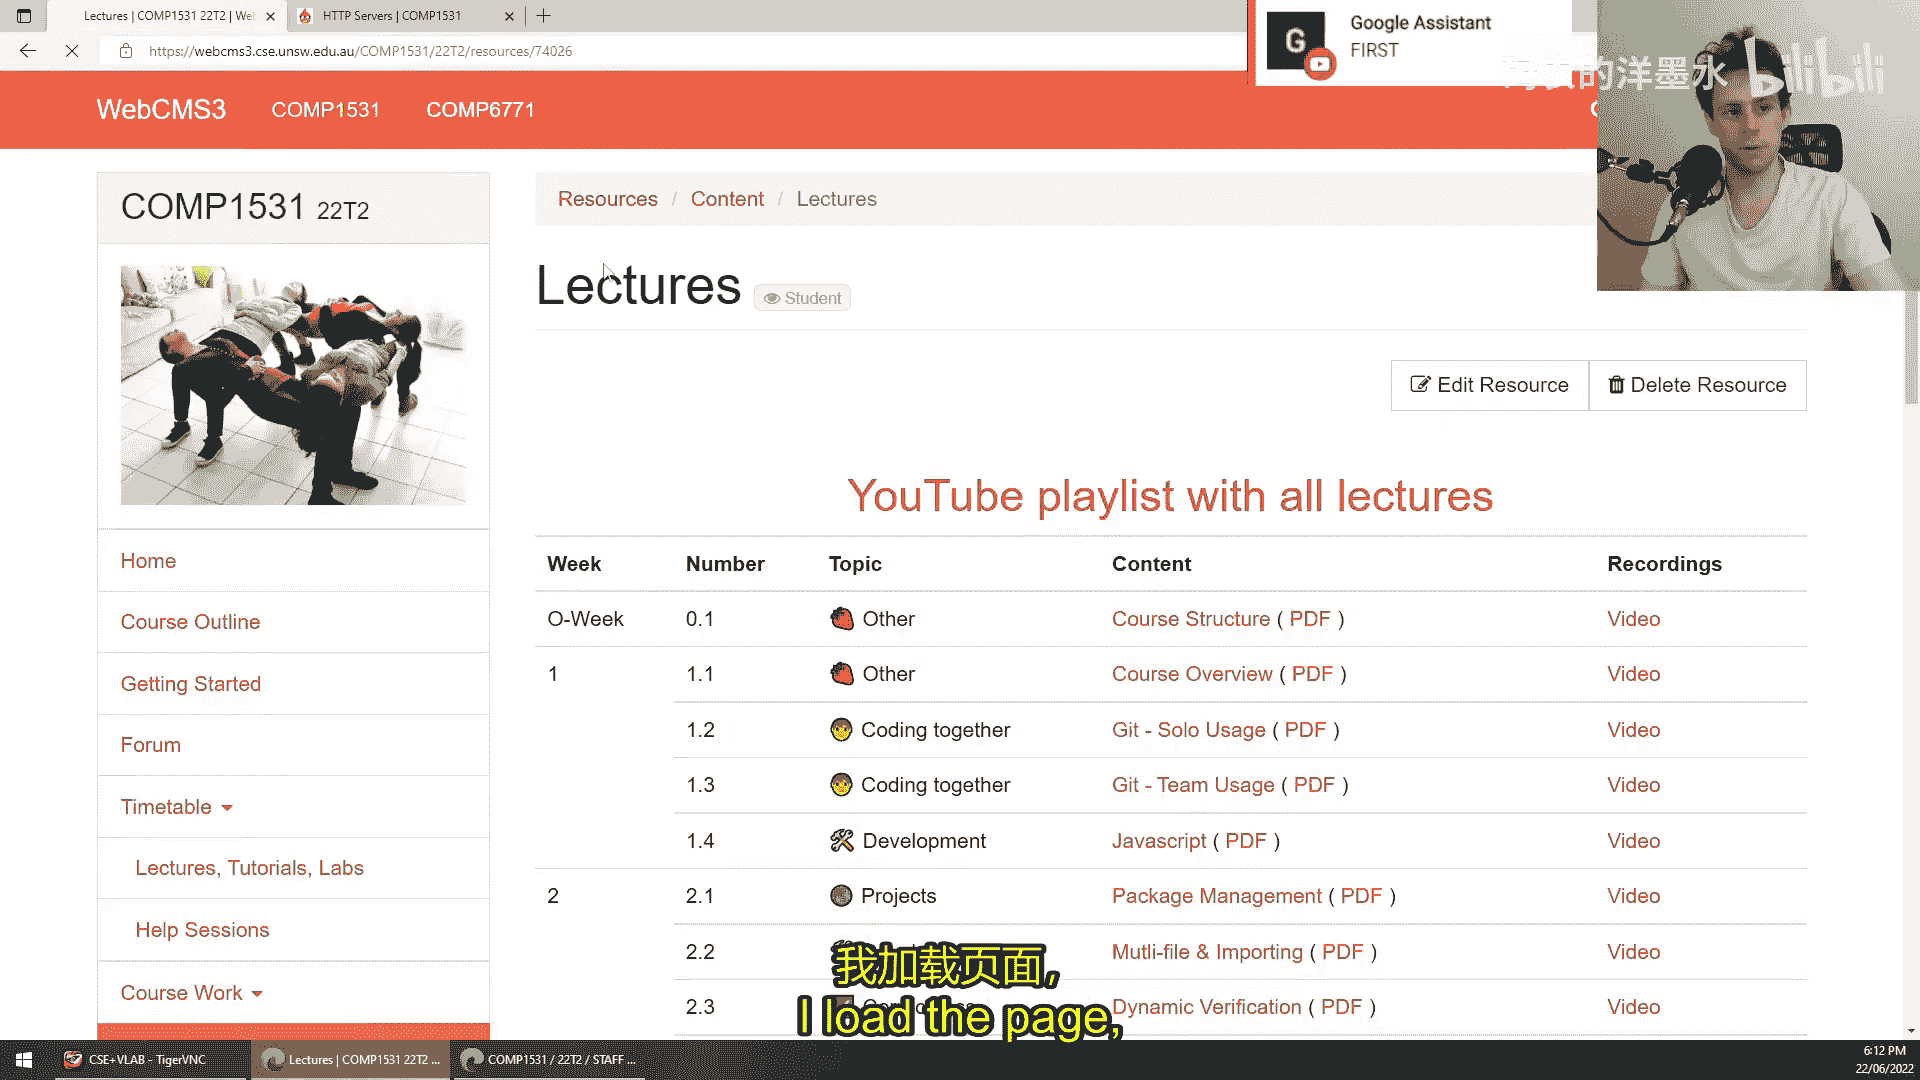 Lectures | COMP1531 22T2 | We
HTTP Servers | COMP1531
https://webcms3.cse.unsw.edu.au/COMP1531/22T2/resources/74026
G
Google Assistant
FIRST
的洋墨水 bilibili
WebCMS3 COMP1531 COMP6771
COMP1531 22T2
Resources / Content / Lectures
Lectures Student
Edit Resource Delete Resource
YouTube playlist with all lectures
Week Number Topic Content Recordings
O-Week 0.1 Other Course Structure ( PDF ) Video
1 1.1 Other Course Overview ( PDF ) Video
1.2 Coding together Git - Solo Usage ( PDF ) Video
1.3 Coding together Git - Team Usage ( PDF ) Video
1.4 Development Javascript ( PDF ) Video
2 2.1 Projects Package Management ( PDF ) Video
2.2 Mutli-file & Importing ( PDF ) Video
2.3 Dynamic Verification ( PDF ) Video
Home
Course Outline
Getting Started
Forum
Timetable
Lectures, Tutorials, Labs
Help Sessions
Course Work
我加载页面,
I load the page,
CSE+VLAB - TigerVNC
Lectures | COMP1531 22T2 ...
COMP1531 / 22T2 / STAFF ...
6:12 PM
22/06/2022